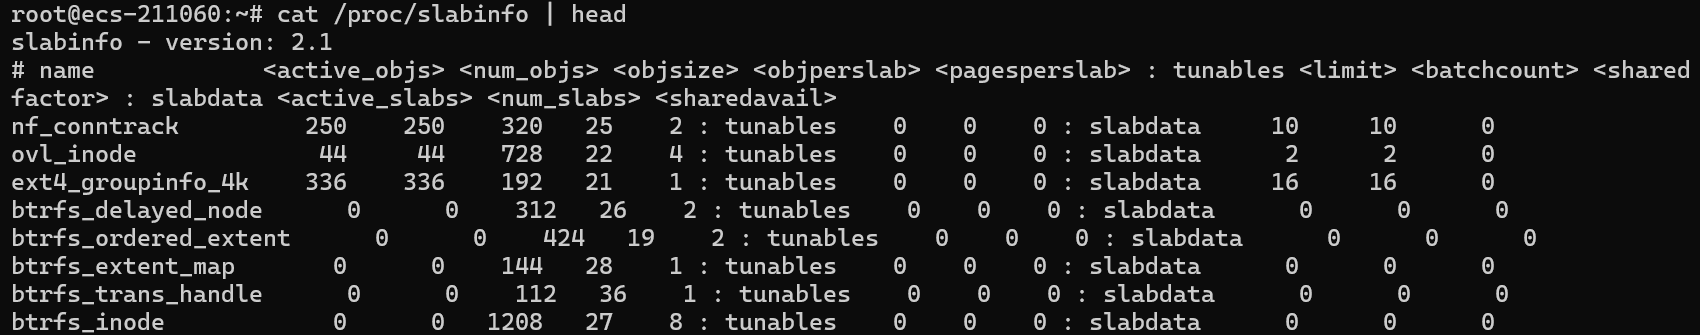 root@ecs-211060:~# cat /proc/slabinfo | head
slabinfo - version: 2.1
# name            <active_objs> <num_objs> <objsize> <objperslab> <pagesperslab> : tunables <limit> <batchcount> <shared
factor> : slabdata <active_slabs> <num_slabs> <sharedavail>
nf_conntrack         250    250    320   25    2 : tunables    0    0    0 : slabdata     10     10      0
ovl_inode             44     44    728   22    4 : tunables    0    0    0 : slabdata      2      2      0
ext4_groupinfo_4k    336    336    192   21    1 : tunables    0    0    0 : slabdata     16     16      0
btrfs_delayed_node      0      0    312   26    2 : tunables    0    0    0 : slabdata      0      0      0
btrfs_ordered_extent      0      0    424   19    2 : tunables    0    0    0 : slabdata      0      0      0
btrfs_extent_map       0      0    144   28    1 : tunables    0    0    0 : slabdata      0      0      0
btrfs_trans_handle      0      0    112   36    1 : tunables    0    0    0 : slabdata      0      0      0
btrfs_inode            0      0   1208   27    8 : tunables    0    0    0 : slabdata      0      0      0